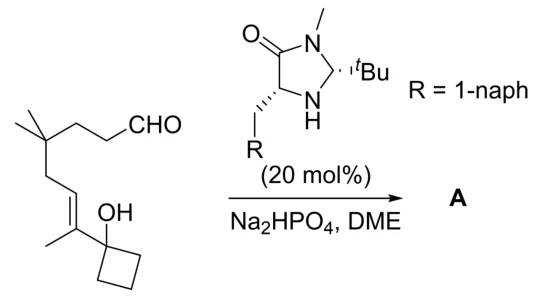 O
N
tBu
N
H
R
R = 1-naph
CHO
OH
(20 mol%)
Na2HPO4, DME
A